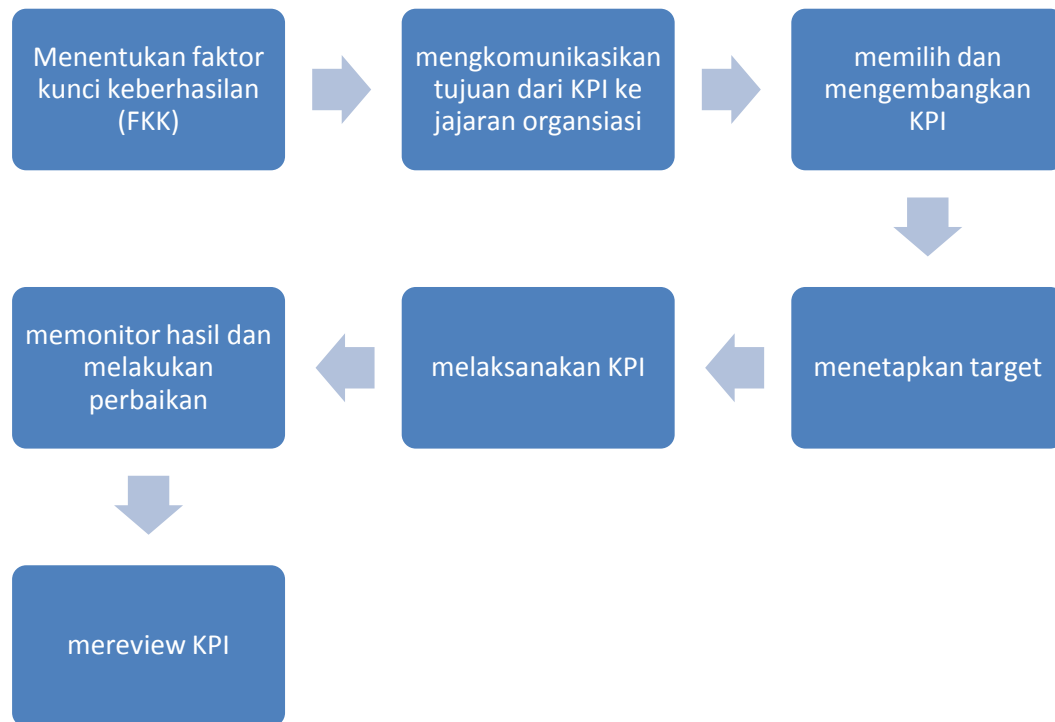 Menentukan faktor
kunci keberhasilan
(FKK)
mengkomunikasikan
tujuan dari KPI ke
jajaran organsiasi
memilih dan
mengembangkan
KPI
menetapkan target
melaksanakan KPI
memonitor hasil dan
melakukan
perbaikan
mereview KPI